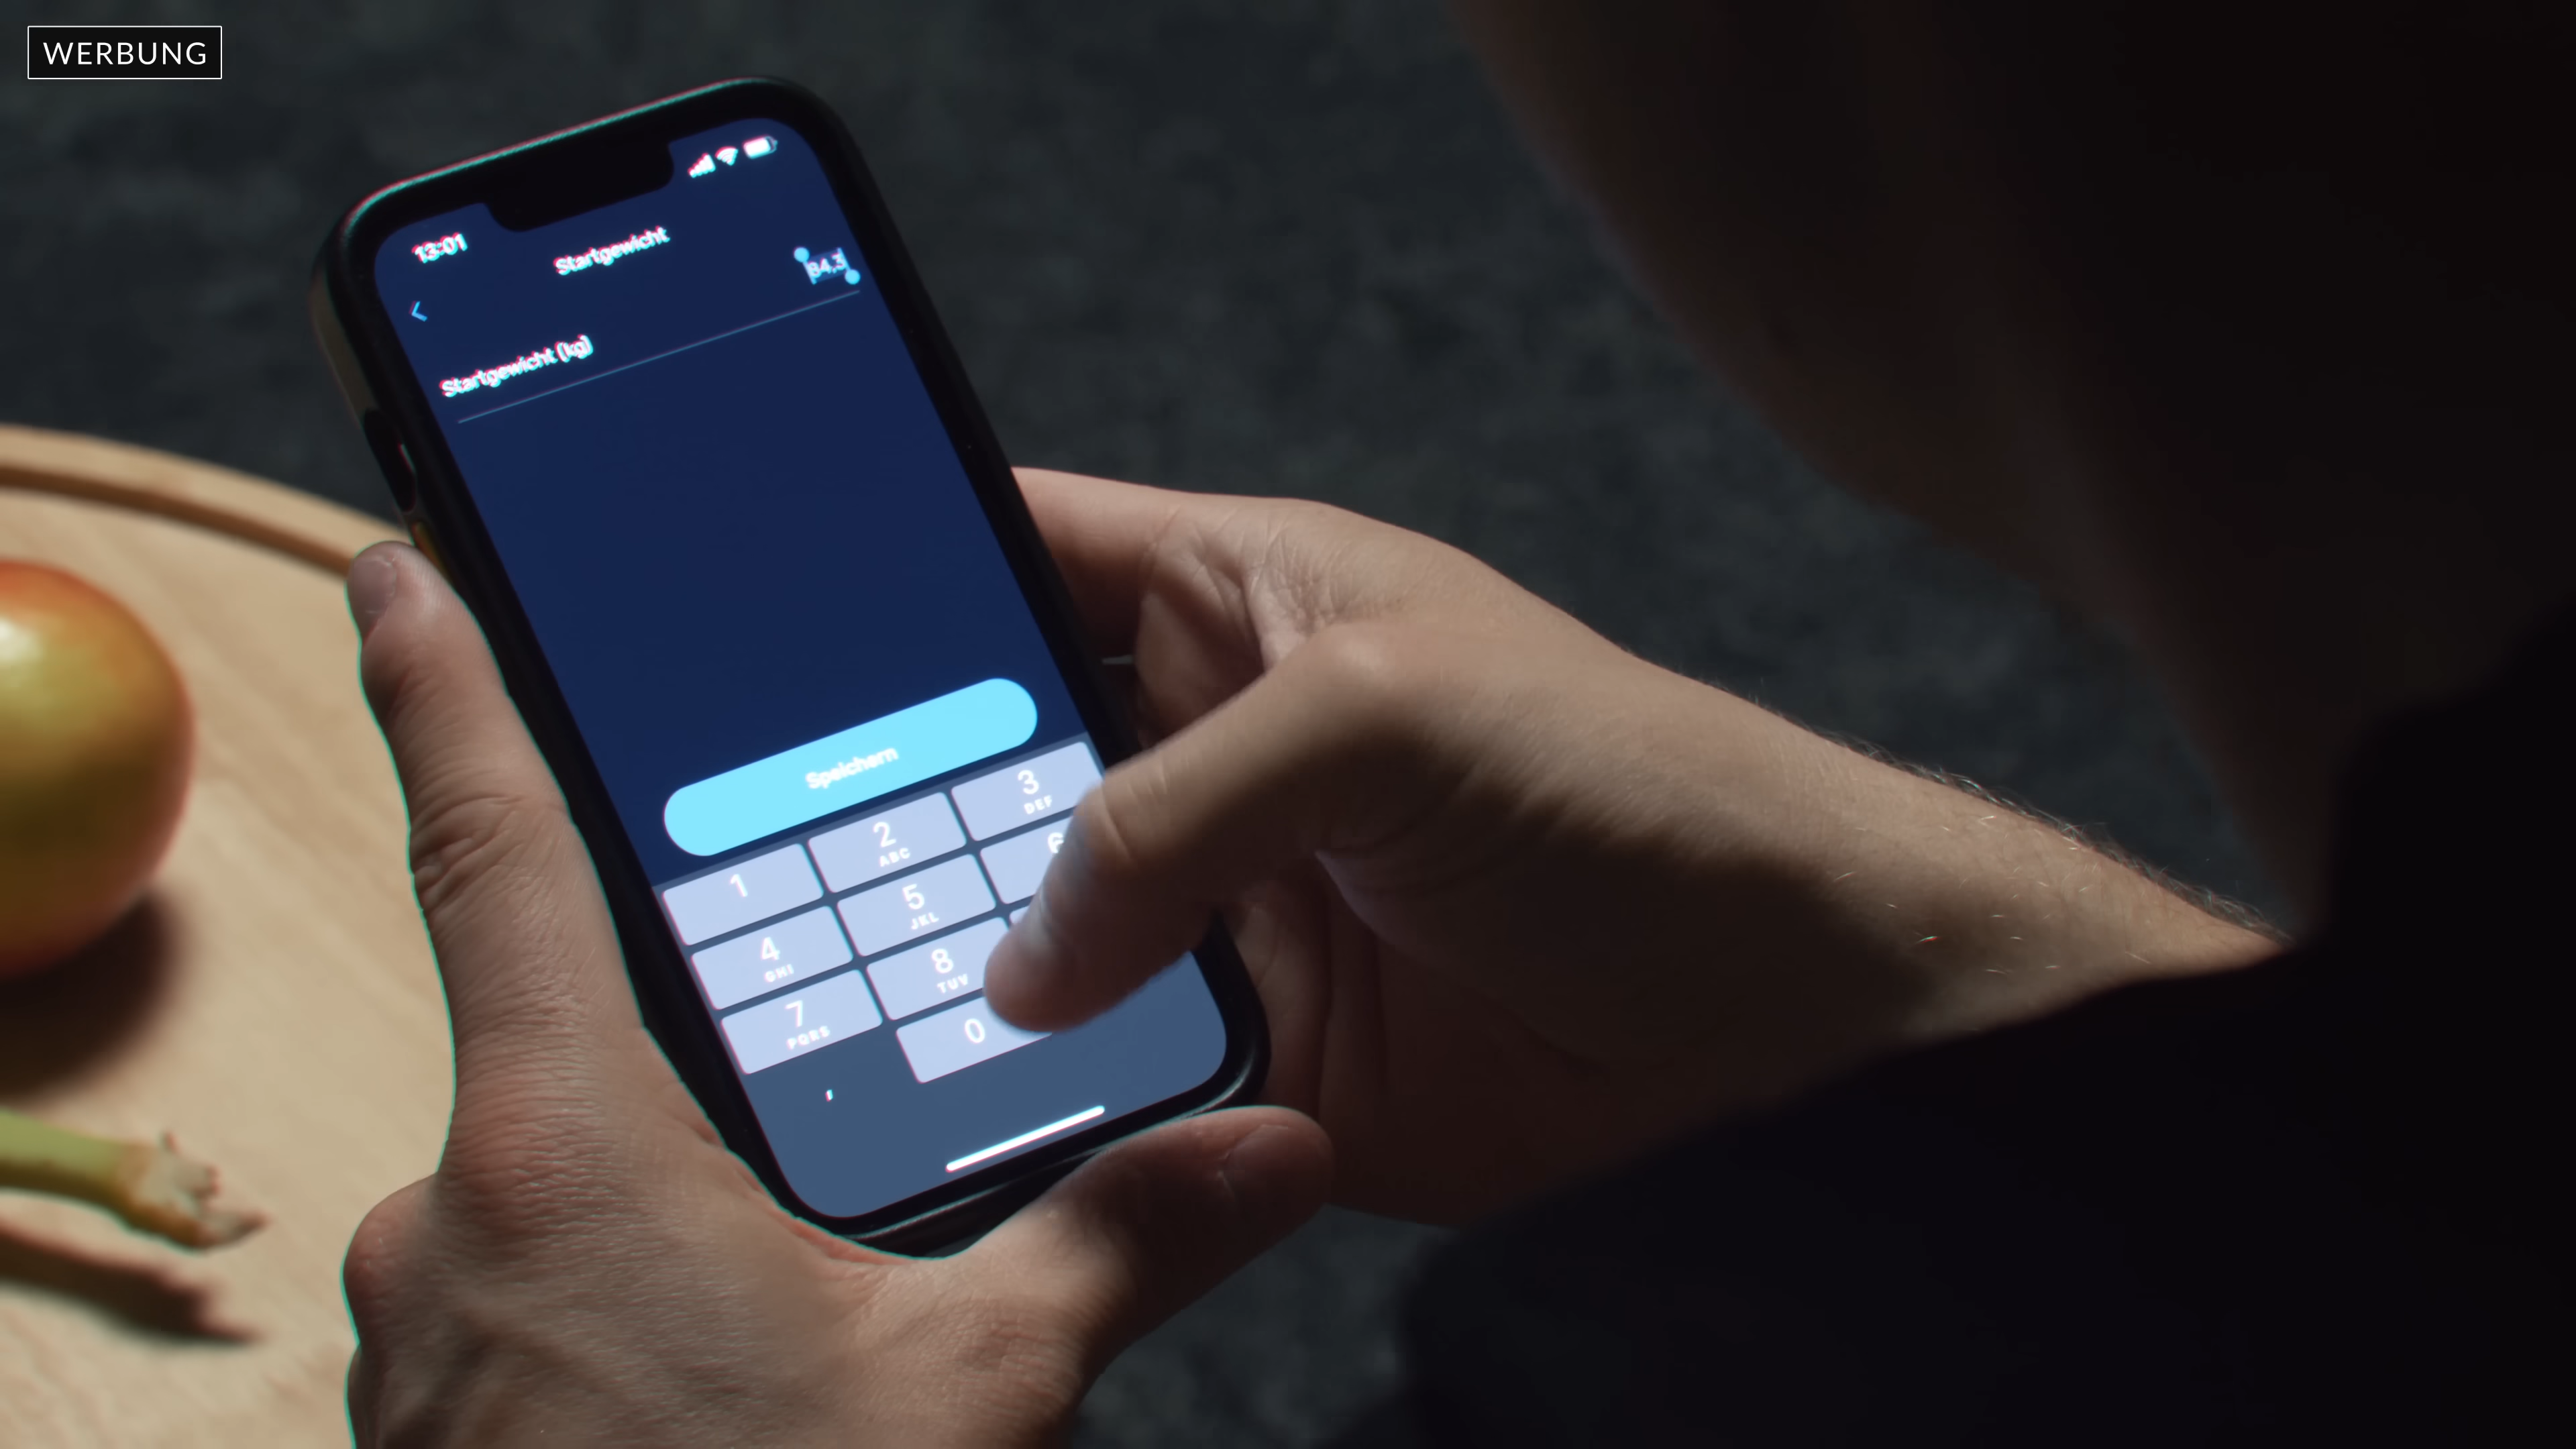 WERBUNG
13:01
Startgewicht
84,3
Startgewicht (kg)
Speichern
1
2
ABC
3
DEF
4
GHI
5
JKL
6
7
PQRS
8
TUV
,
0